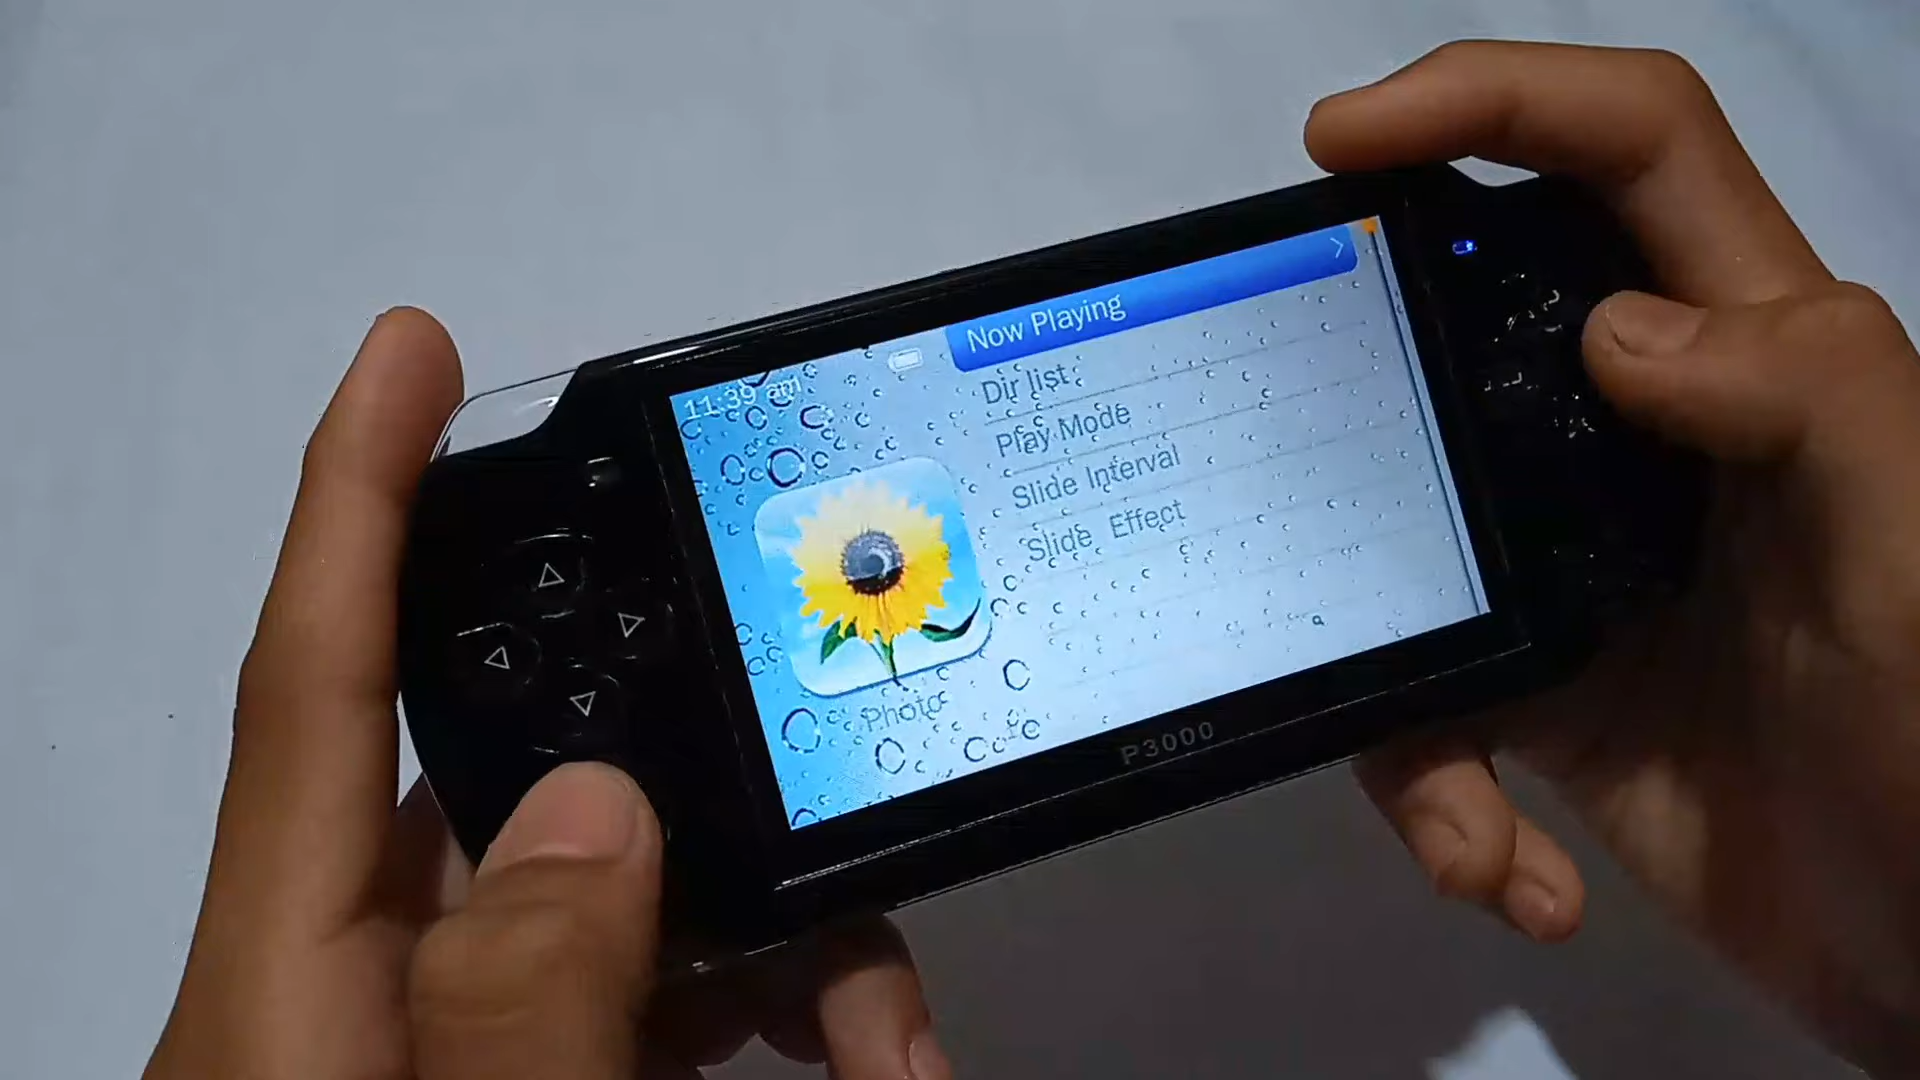 11:39 am
Now Playing
Dir list
Play Mode
Slide Interval
Slide Effect
Photo
P3000